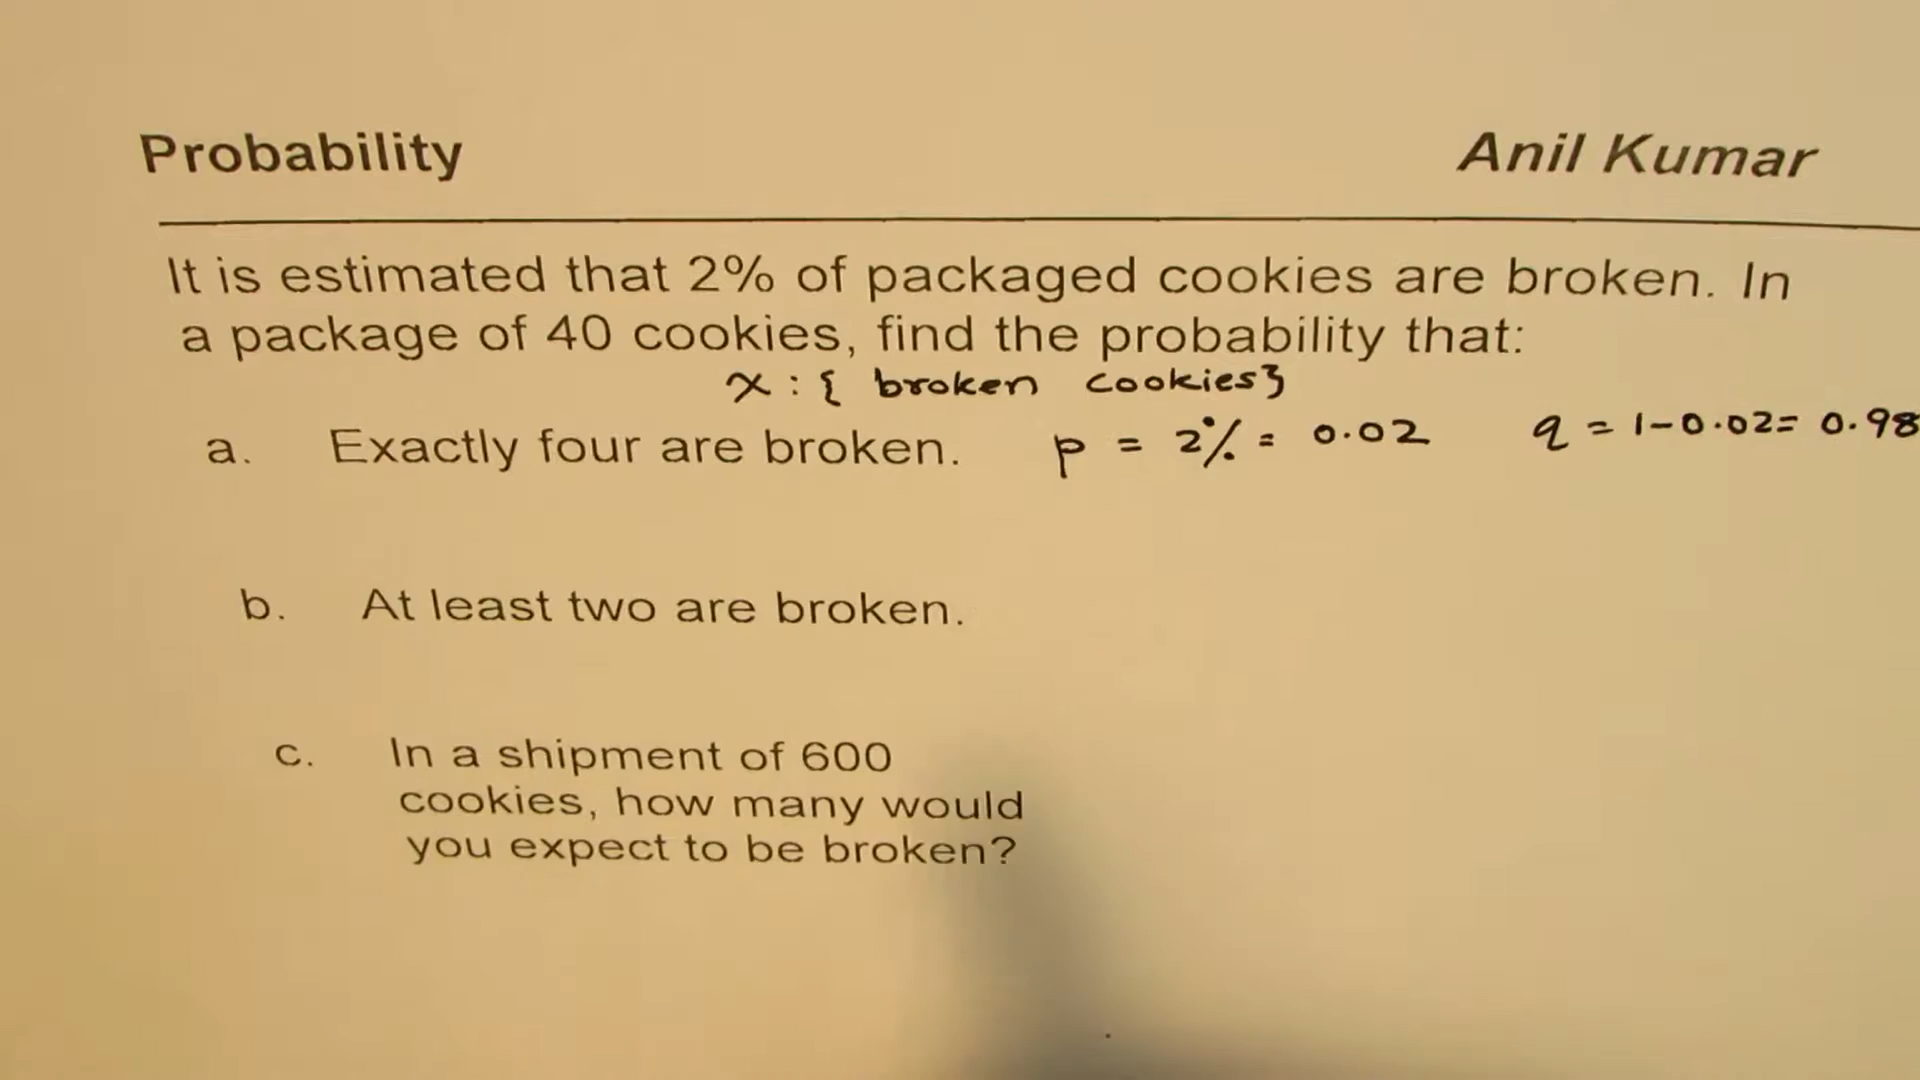 Probability
Anil Kumar
It is estimated that 2% of packaged cookies are broken. In
a package of 40 cookies, find the probability that:
x : { broken cookies}
a. Exactly four are broken.
p = 2% = 0.02
q = 1-0.02= 0.98
b. At least two are broken.
c. In a shipment of 600
cookies, how many would
you expect to be broken?